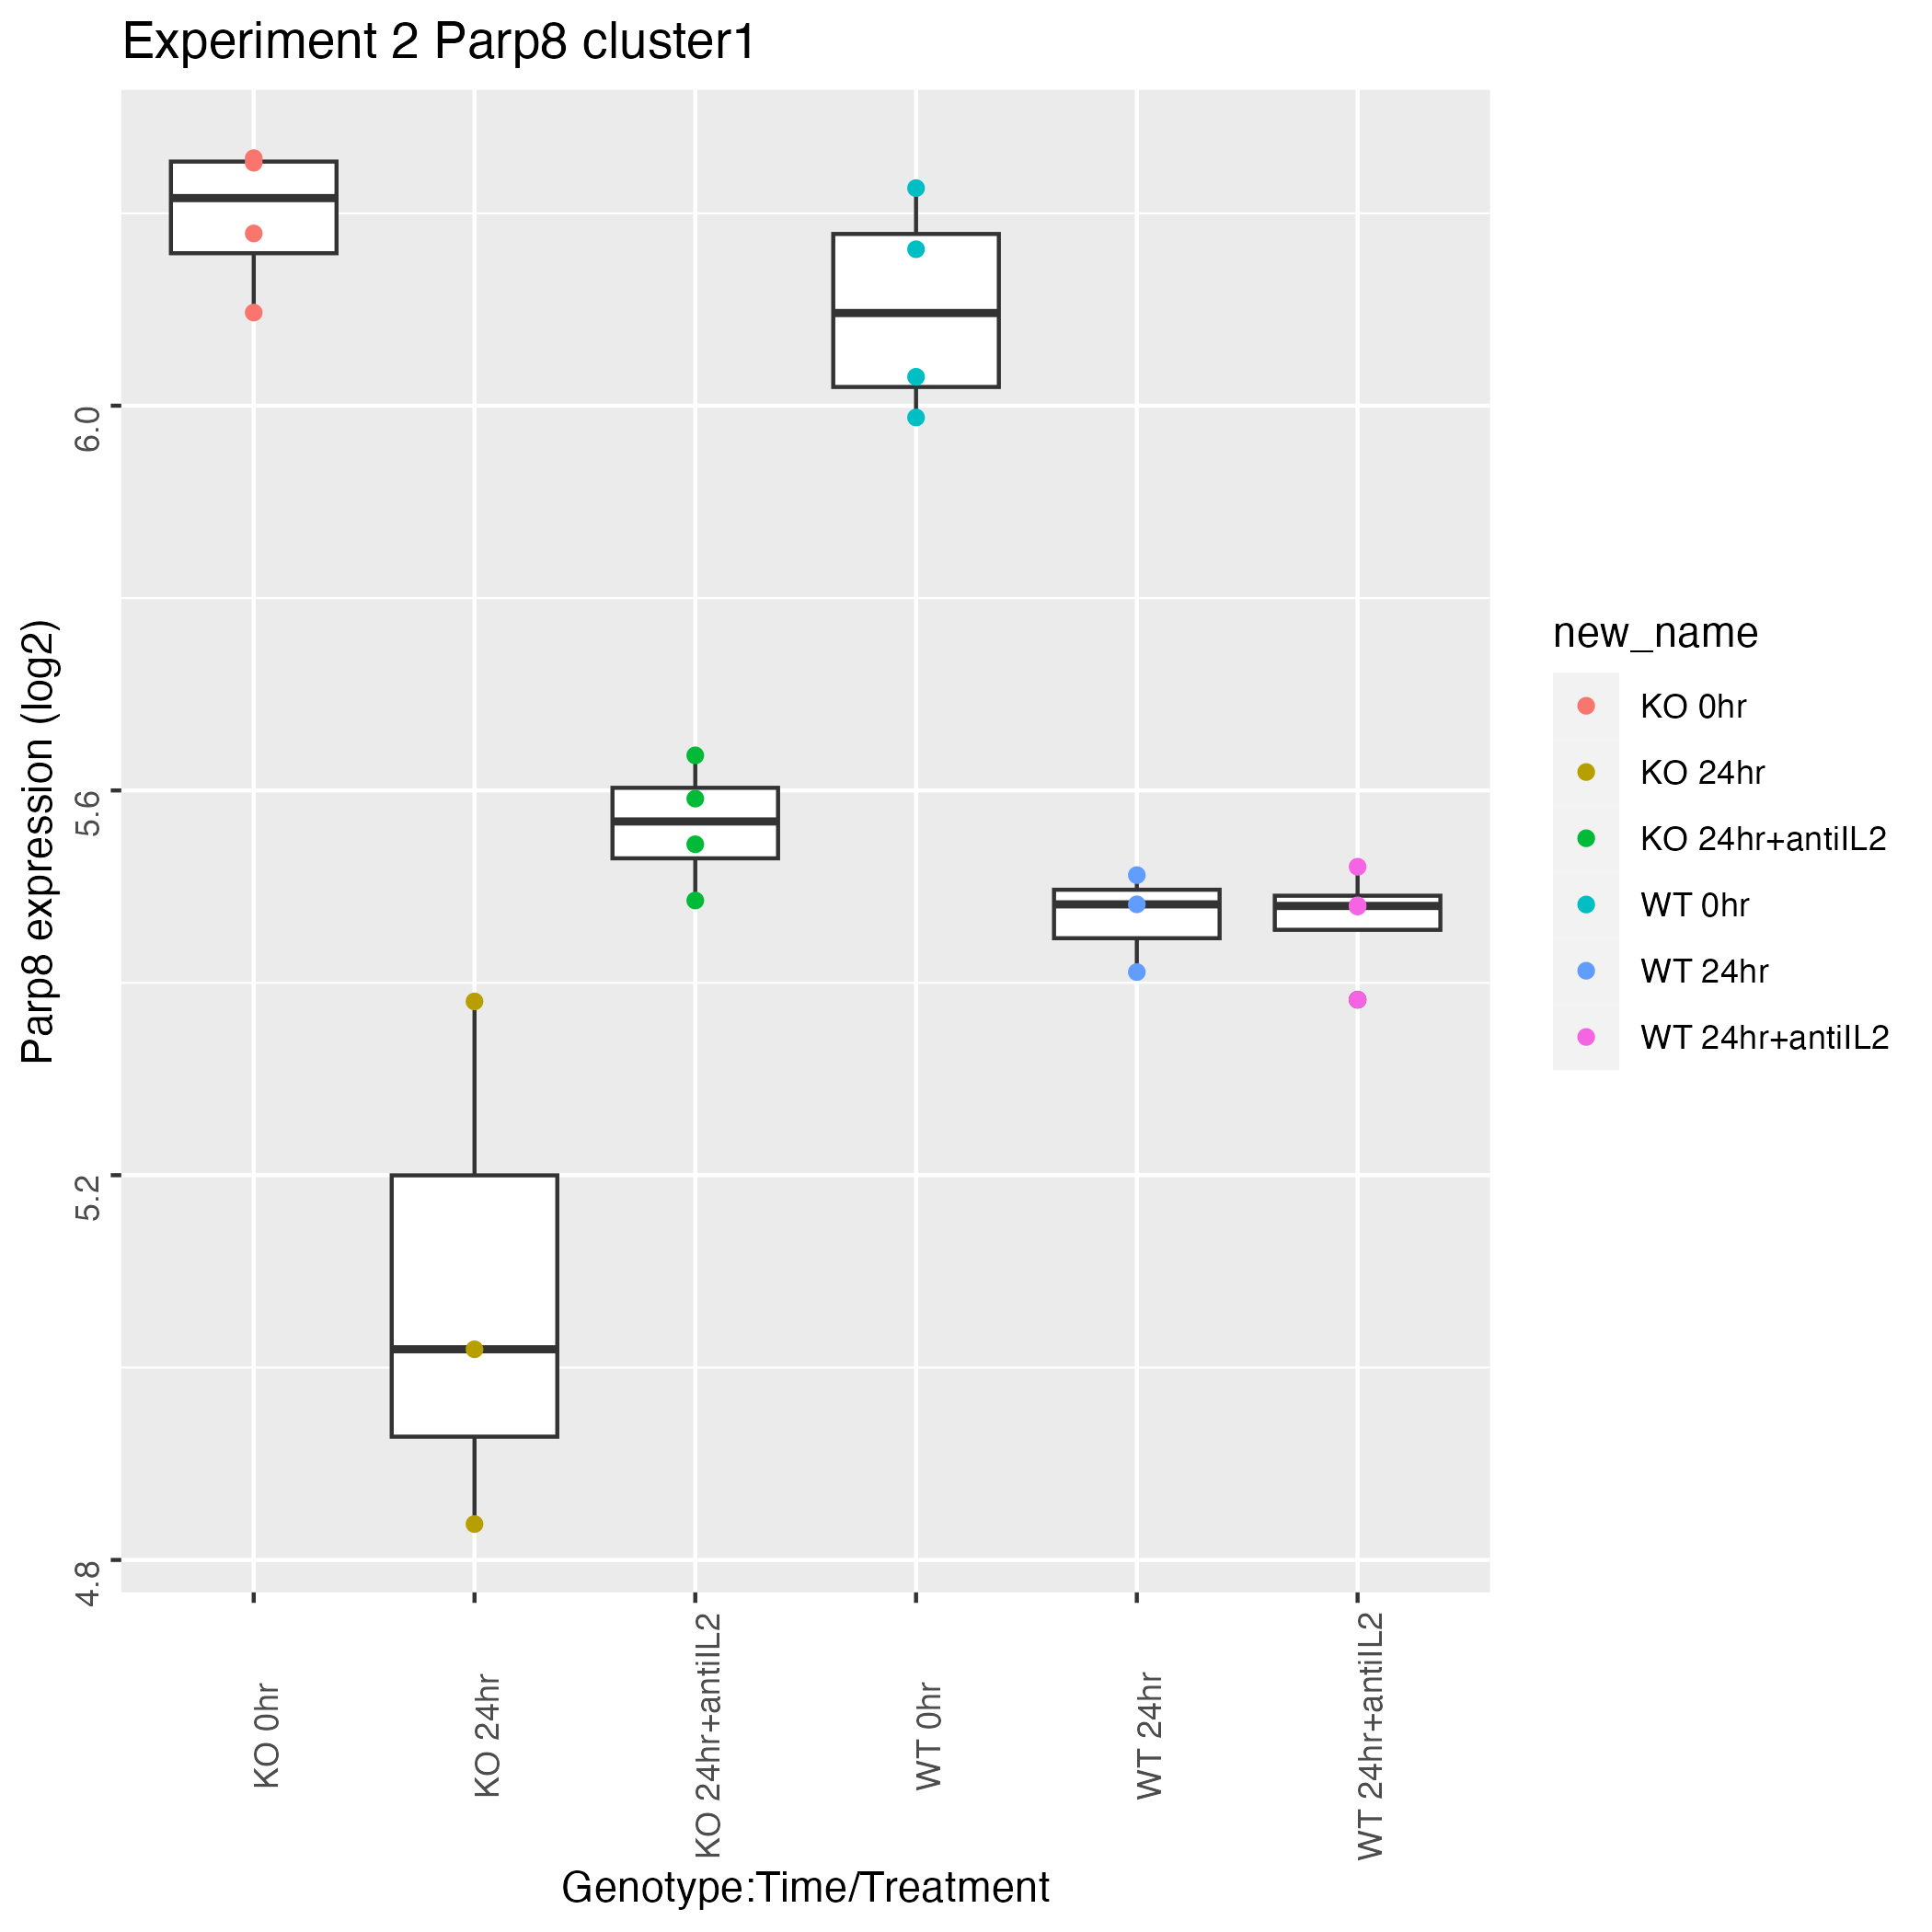 Experiment 2 Parp8 cluster1
Parp8 expression (log2)
6.0
5.6
5.2
4.8
KO 0hr
KO 24hr
KO 24hr+antiIL2
WT 0hr
WT 24hr
WT 24hr+antiIL2
Genotype:Time/Treatment
new_name
KO 0hr
KO 24hr
KO 24hr+antiIL2
WT 0hr
WT 24hr
WT 24hr+antiIL2